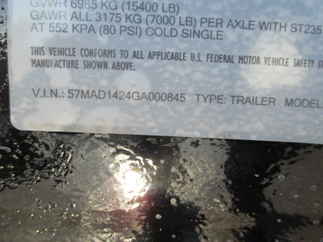 GVWR 6985 KG (15400 LB)
GAWR ALL 3175 KG (7000 LB) PER AXLE WITH ST235
AT 552 KPA (80 PSI) COLD SINGLE
THIS VEHICLE CONFORMS TO ALL APPLICABLE U.S. FEDERAL MOTOR VEHICLE SAFETY
MANUFACTURE SHOWN ABOVE.
V.I.N.: 57MAD1424GA000845 TYPE: TRAILER MODEL